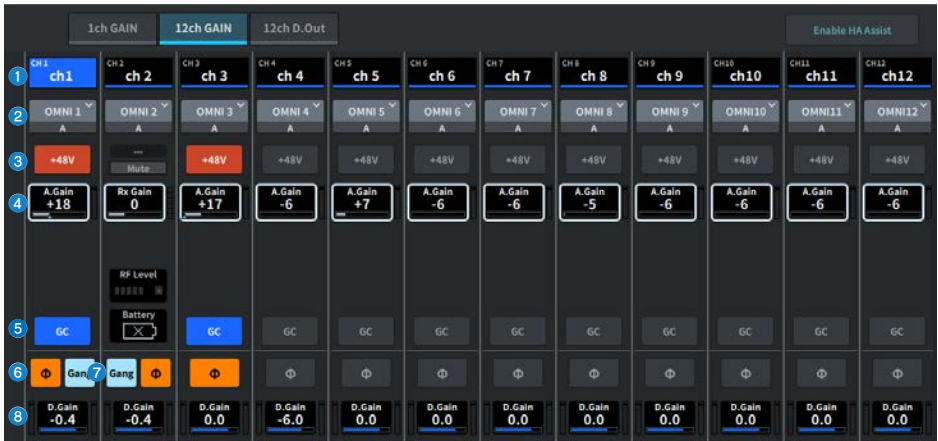 1ch GAIN 12ch GAIN 12ch D.Out Enable HA Assist
CH 1 CH 2 CH 3 CH 4 CH 5 CH 6 CH 7 CH 8 CH 9 CH10 CH11 CH12
1 ch1 ch 2 ch 3 ch 4 ch 5 ch 6 ch 7 ch 8 ch 9 ch10 ch11 ch12
2 OMNI 1 OMNI 2 OMNI 3 OMNI 4 OMNI 5 OMNI 6 OMNI 7 OMNI 8 OMNI 9 OMNI10 OMNI11 OMNI12
A A A A A A A A A A A A
3 +48V --- +48V +48V +48V +48V +48V +48V +48V +48V +48V +48V
Mute
4 A.Gain Rx Gain A.Gain A.Gain A.Gain A.Gain A.Gain A.Gain A.Gain A.Gain A.Gain A.Gain
+18 0 +17 -6 +7 -6 -6 -5 -6 -6 -6 -6
RF Level
Battery
5 GC GC GC GC GC GC GC GC GC GC GC
6 Φ Gang 7 Gang Φ Φ Φ Φ Φ Φ Φ Φ Φ Φ Φ
8 D.Gain D.Gain D.Gain D.Gain D.Gain D.Gain D.Gain D.Gain D.Gain D.Gain D.Gain D.Gain
-0.4 -0.4 0.0 -6.0 0.0 0.0 0.0 0.0 0.0 0.0 0.0 0.0